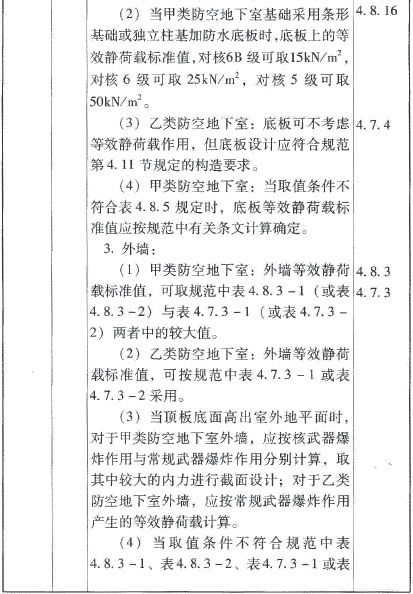 （2）当甲类防空地下室基础采用条形 4.8.16
基础或独立柱基加防水底板时,底板上的等
效静荷载标准值,对核6B 级可取15kN/m²,
对核 6 级可取 25kN/m²，对核 5 级可取
50kN/m²。
（3）乙类防空地下室：底板可不考虑 4.7.4
等效静荷载作用，但底板设计应符合规范
第 4.11 节规定的构造要求。
（4）甲类防空地下室：当取值条件不
符合表 4.8.5 规定时，底板等效静荷载标
准值应按规范中有关条文计算确定。
3. 外墙：
（1）甲类防空地下室：外墙等效静荷 4.8.3
载标准值，可取规范中表 4.8.3－1（或表 4.7.3
4.8.3－2）与表 4.7.3－1（或表 4.7.3－
2）两者中的较大值。
（2）乙类防空地下室：外墙等效静荷
载标准值，可按规范中表 4.7.3－1 或表
4.7.3－2 采用。
（3）当顶板底面高出室外地平面时，
对于甲类防空地下室外墙，应按核武器爆
炸作用与常规武器爆炸作用分别计算，取
其中较大的内力进行截面设计；对于乙类
防空地下室外墙，应按常规武器爆炸作用
产生的等效静荷载计算。
（4）当取值条件不符合规范中表
4.8.3－1、表4.8.3－2、表4.7.3－1 或表